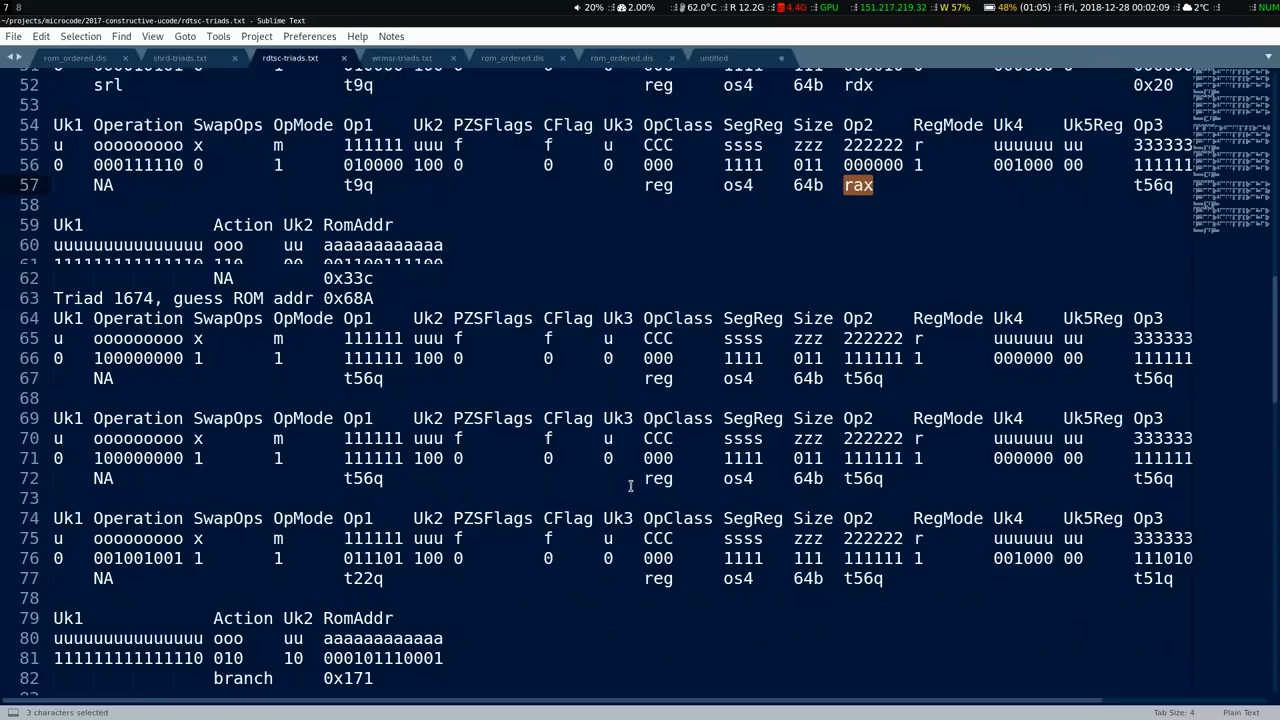 7 8 20% 2.00% 62.0°C R 12.2G 4.4G GPU 151.217.219.32 W 57% 48% (01:05) Fri, 2018-12-28 00:02:09 2°C NUM
~/projects/microcode/2017-constructive-ucode/rdtsc-triads.txt - Sublime Text
File Edit Selection Find View Goto Tools Project Preferences Help Notes
rom_ordered.dis shrd-triads.txt rdtsc-triads.txt wrmsr-triads.txt rom_ordered.dis rom_ordered.dis untitled
52 srl t9q reg os4 64b rdx 0x20
53
54 Uk1 Operation SwapOps OpMode Op1 Uk2 PZSFlags CFlag Uk3 OpClass SegReg Size Op2 RegMode Uk4 Uk5Reg Op3
55 u ooooooooo x m 111111 uuu f f u CCC ssss zzz 222222 r uuuuuu uu 333333
56 0 000111110 0 1 010000 100 0 0 0 000 1111 011 000000 1 001000 00 111111
57 NA t9q reg os4 64b rax t56q
58
59 Uk1 Action Uk2 RomAddr
60 uuuuuuuuuuuuuuu ooo uu aaaaaaaaaaaa
61 111111111111110 110 00 001100111100
62 NA 0x33c
63 Triad 1674, guess ROM addr 0x68A
64 Uk1 Operation SwapOps OpMode Op1 Uk2 PZSFlags CFlag Uk3 OpClass SegReg Size Op2 RegMode Uk4 Uk5Reg Op3
65 u ooooooooo x m 111111 uuu f f u CCC ssss zzz 222222 r uuuuuu uu 333333
66 0 100000000 1 1 111111 100 0 0 0 000 1111 011 111111 1 000000 00 111111
67 NA t56q reg os4 64b t56q t56q
68
69 Uk1 Operation SwapOps OpMode Op1 Uk2 PZSFlags CFlag Uk3 OpClass SegReg Size Op2 RegMode Uk4 Uk5Reg Op3
70 u ooooooooo x m 111111 uuu f f u CCC ssss zzz 222222 r uuuuuu uu 333333
71 0 100000000 1 1 111111 100 0 0 0 000 1111 011 111111 1 000000 00 111111
72 NA t56q reg os4 64b t56q t56q
73
74 Uk1 Operation SwapOps OpMode Op1 Uk2 PZSFlags CFlag Uk3 OpClass SegReg Size Op2 RegMode Uk4 Uk5Reg Op3
75 u ooooooooo x m 111111 uuu f f u CCC ssss zzz 222222 r uuuuuu uu 333333
76 0 001001001 1 1 011101 100 0 0 0 000 1111 111 111111 1 001000 00 111010
77 NA t22q reg os4 64b t56q t51q
78
79 Uk1 Action Uk2 RomAddr
80 uuuuuuuuuuuuuuu ooo uu aaaaaaaaaaaa
81 111111111111110 010 10 000101110001
82 branch 0x171
3 characters selected Tab Size: 4 Plain Text